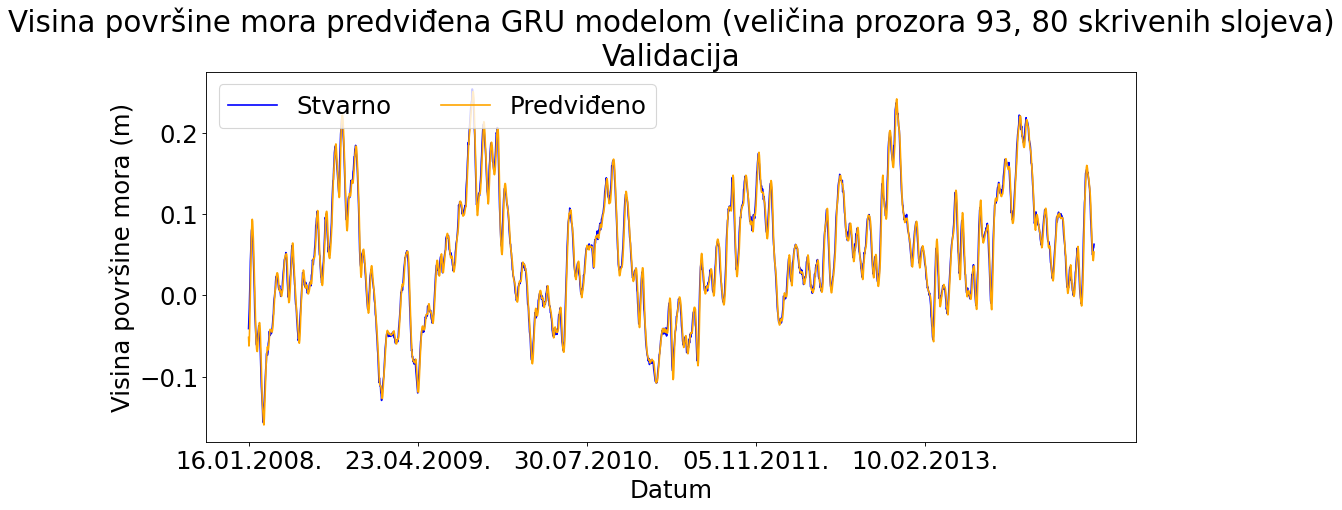 Visina površine mora predviđena GRU modelom (veličina prozora 93, 80 skrivenih slojeva)
Validacija
Stvarno Predviđeno
Visina površine mora (m)
0.2
0.1
0.0
−0.1
16.01.2008. 23.04.2009. 30.07.2010. 05.11.2011. 10.02.2013.
Datum